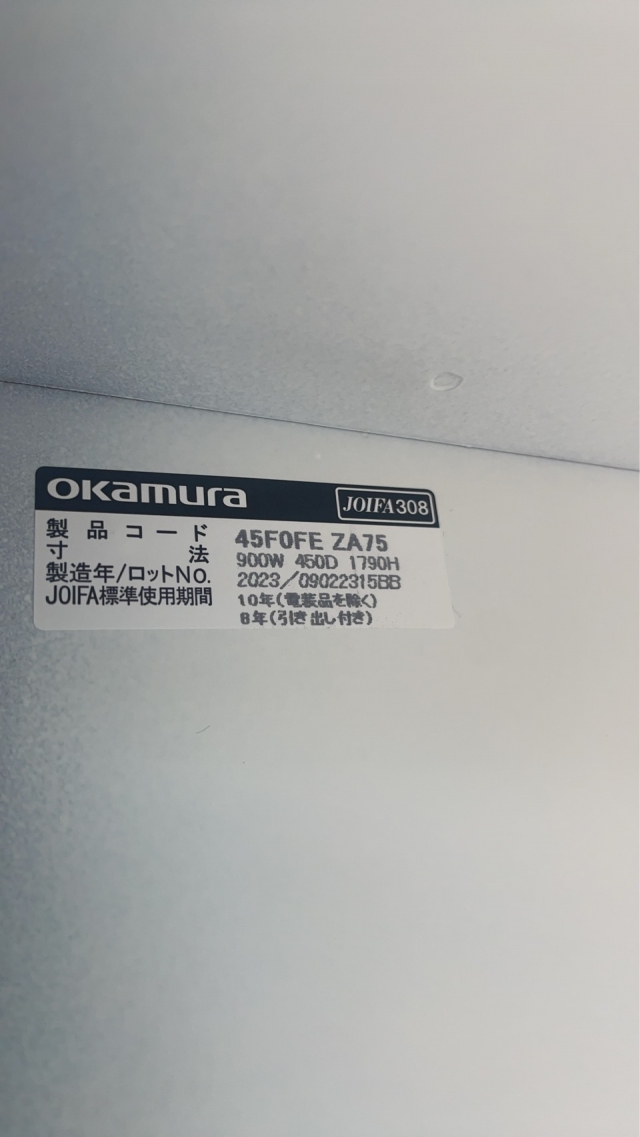 okamura JOIFA308
製品コード 45F0FE ZA75
寸法 900W 450D 1790H
製造年/ロットNo. 2023/09022315BB
JOIFA標準使用期間 10年(電装品を除く)
8年(引き出し付き)